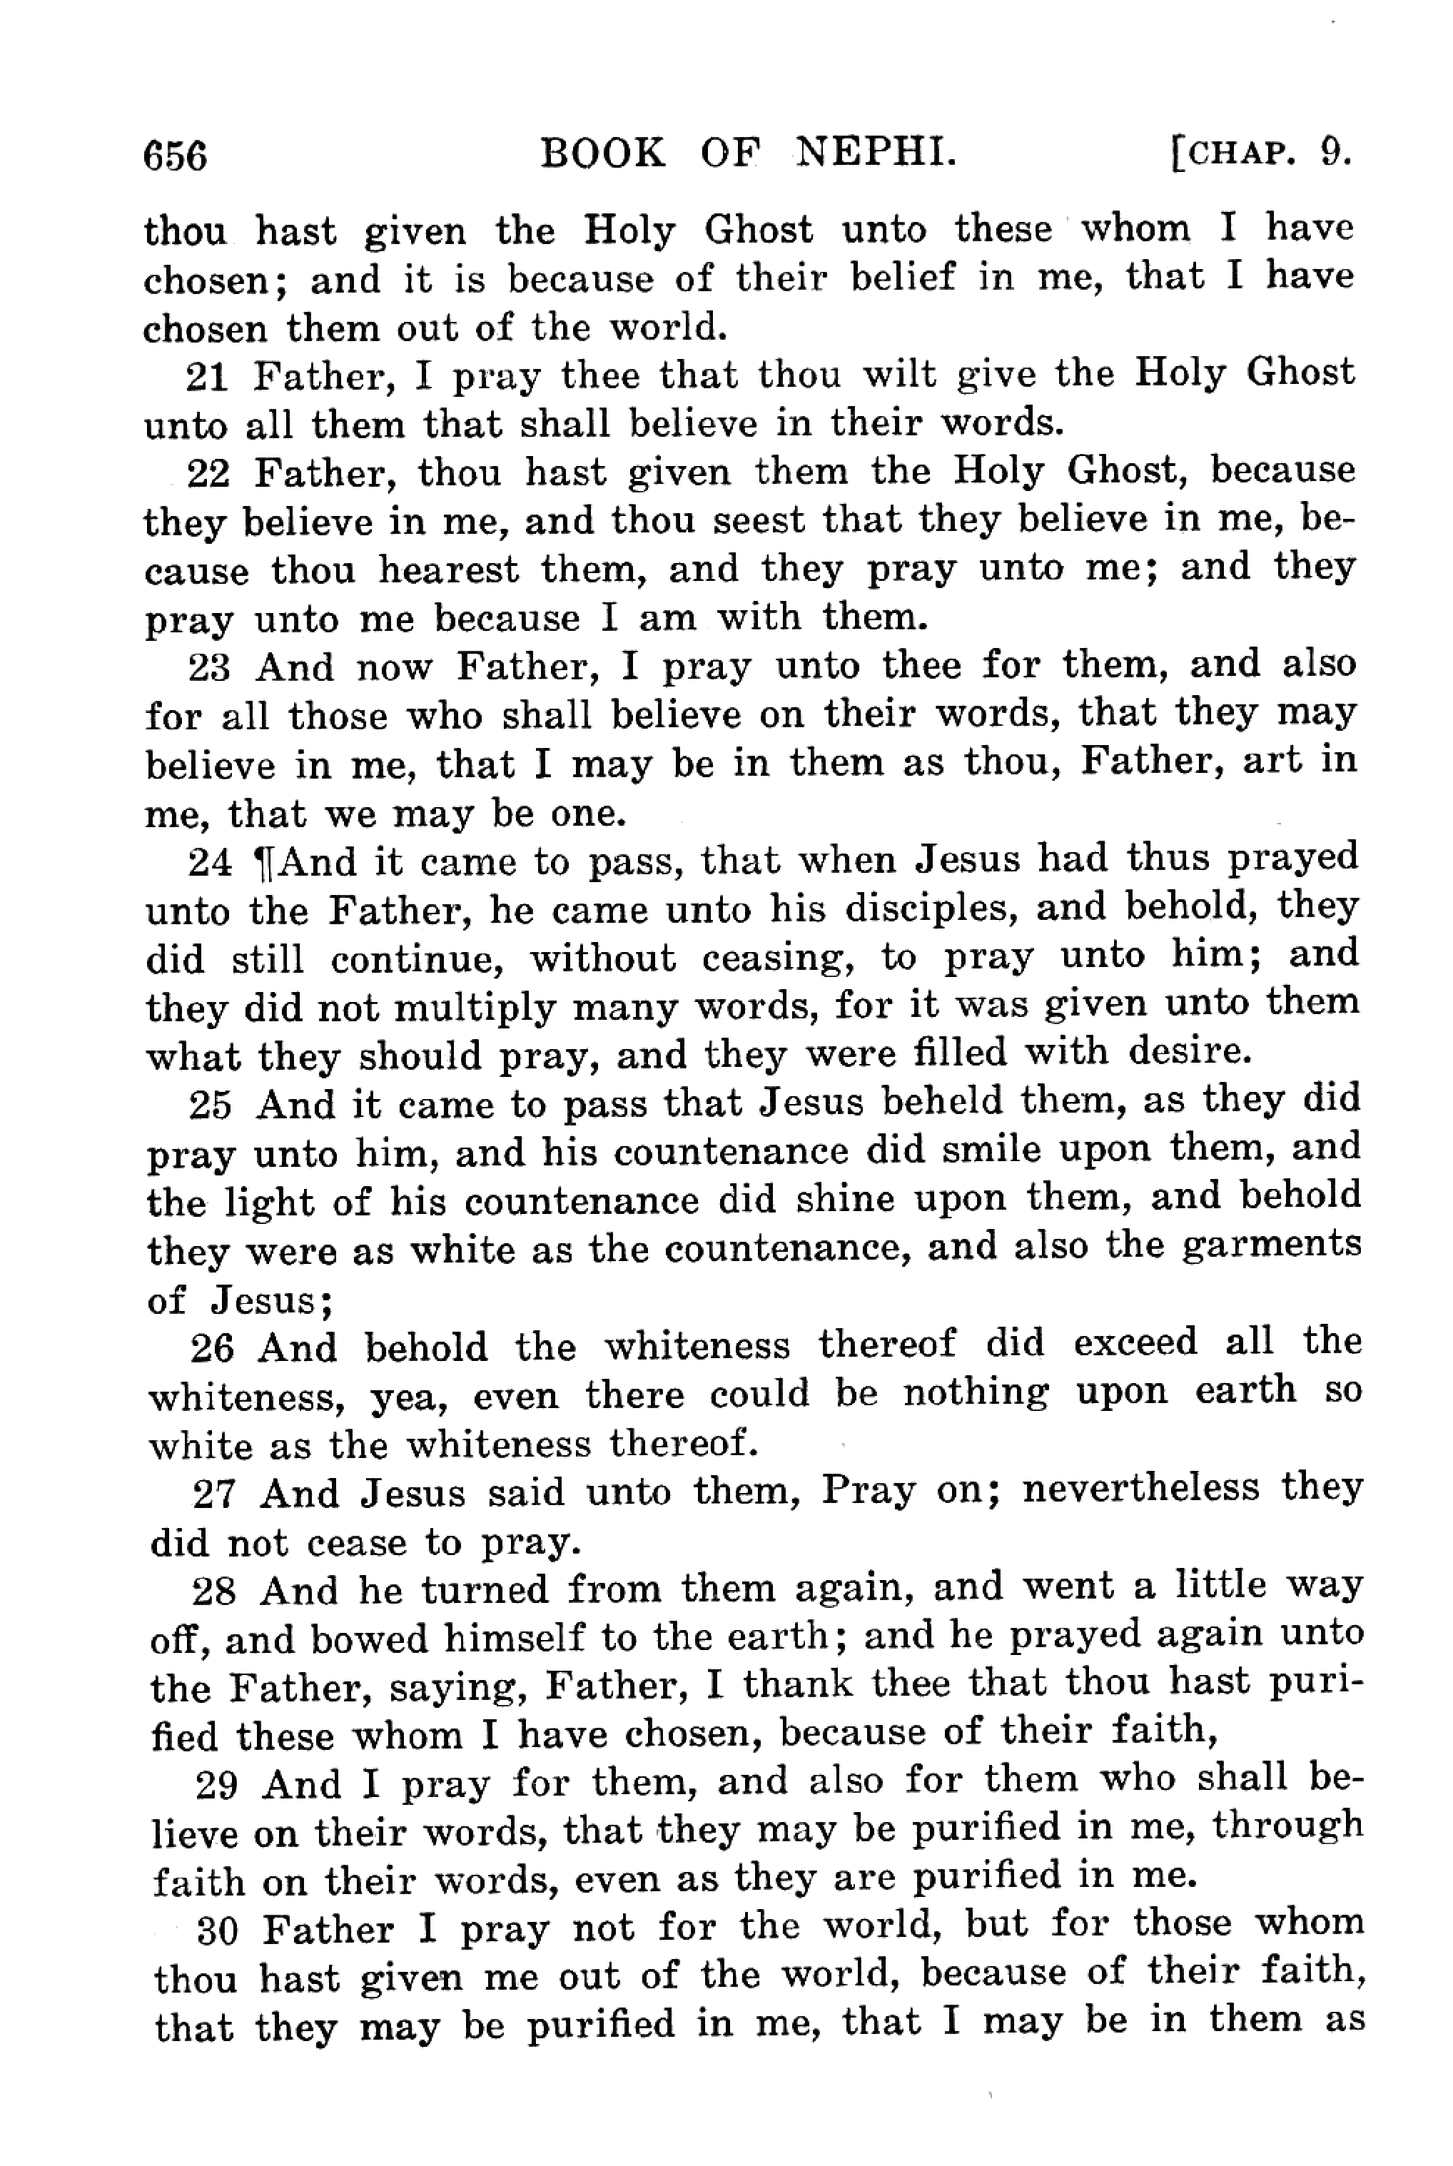 656 BOOK OF NEPHI. [CHAP. 9.
thou hast given the Holy Ghost unto these whom I have
chosen; and it is because of their belief in me, that I have
chosen them out of the world.
21 Father, I pray thee that thou wilt give the Holy Ghost
unto all them that shall believe in their words.
22 Father, thou hast given them the Holy Ghost, because
they believe in me, and thou seest that they believe in me, be-
cause thou hearest them, and they pray unto me; and they
pray unto me because I am with them.
23 And now Father, I pray unto thee for them, and also
for all those who shall believe on their words, that they may
believe in me, that I may be in them as thou, Father, art in
me, that we may be one.
24 ¶And it came to pass, that when Jesus had thus prayed
unto the Father, he came unto his disciples, and behold, they
did still continue, without ceasing, to pray unto him; and
they did not multiply many words, for it was given unto them
what they should pray, and they were filled with desire.
25 And it came to pass that Jesus beheld them, as they did
pray unto him, and his countenance did smile upon them, and
the light of his countenance did shine upon them, and behold
they were as white as the countenance, and also the garments
of Jesus;
26 And behold the whiteness thereof did exceed all the
whiteness, yea, even there could be nothing upon earth so
white as the whiteness thereof.
27 And Jesus said unto them, Pray on; nevertheless they
did not cease to pray.
28 And he turned from them again, and went a little way
off, and bowed himself to the earth; and he prayed again unto
the Father, saying, Father, I thank thee that thou hast puri-
fied these whom I have chosen, because of their faith,
29 And I pray for them, and also for them who shall be-
lieve on their words, that they may be purified in me, through
faith on their words, even as they are purified in me.
30 Father I pray not for the world, but for those whom
thou hast given me out of the world, because of their faith,
that they may be purified in me, that I may be in them as